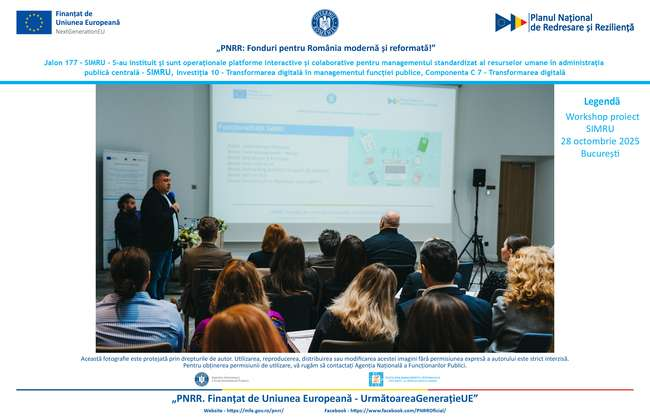 Finanțat de
Uniunea Europeană
NextGenerationEU
Planul Național
de Redresare și Reziliență
„PNRR: Fonduri pentru România modernă și reformată!”
Jalon 177 - SIMRU - S-au instituit și sunt operaționale platforme interactive și colaborative pentru managementul standardizat al resurselor umane în administrația
publică centrală - SIMRU, Investiția 10 - Transformarea digitală în managementul funcției publice, Componenta C 7 - Transformarea digitală
Legendă
Workshop proiect
SIMRU
28 octombrie 2025
București
Această fotografie este protejată prin drepturile de autor. Utilizarea, reproducerea, distribuirea sau modificarea acestei imagini fără permisiunea expresă a autorului este strict interzisă.
Pentru obținerea permisiunii de utilizare, vă rugăm să contactați Agenția Națională a Funcționarilor Publici.
„PNRR. Finanțat de Uniunea Europeană - UrmătoareaGenerațieUE”
Website - https://mfe.gov.ro/pnrr/ Facebook - https://www.facebook.com/PNRROficial/